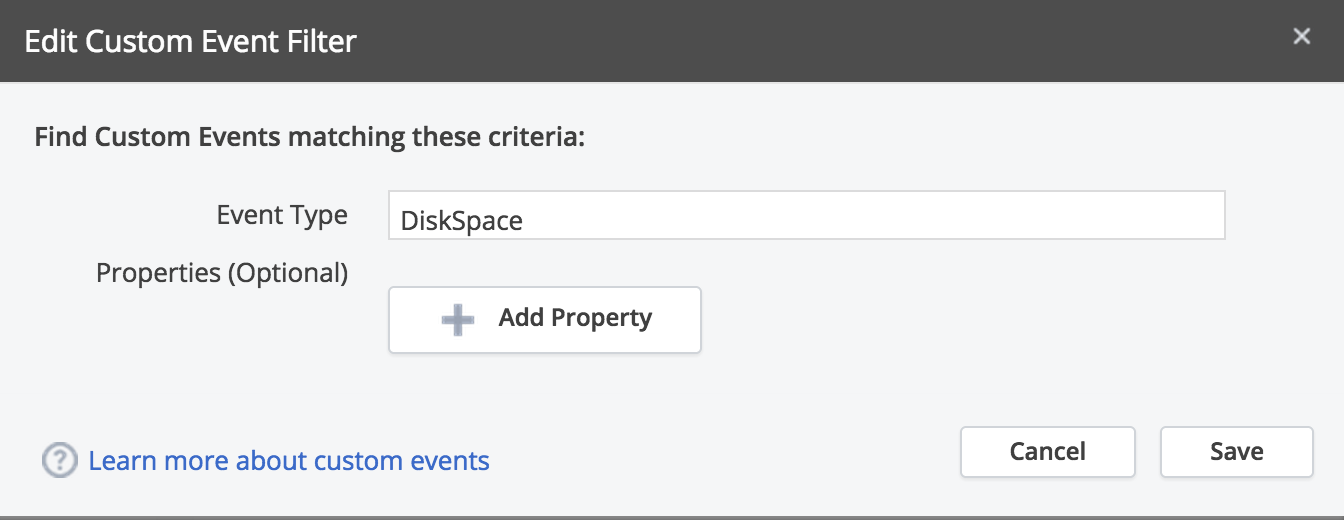 Edit Custom Event Filter
Find Custom Events matching these criteria:
Event Type
DiskSpace
Properties (Optional)
Add Property
Learn more about custom events
Cancel
Save